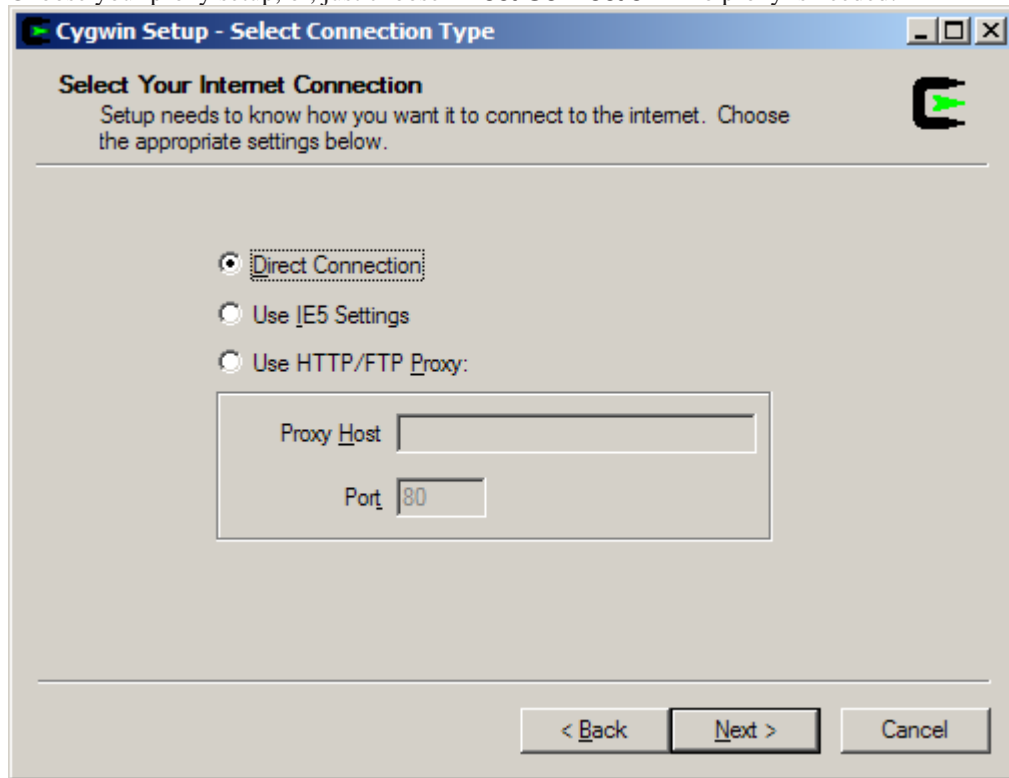 Cygwin Setup - Select Connection Type
Select Your Internet Connection
Setup needs to know how you want it to connect to the internet. Choose
the appropriate settings below.
Direct Connection
Use IE5 Settings
Use HTTP/FTP Proxy:
Proxy Host
Port 80
< Back Next > Cancel